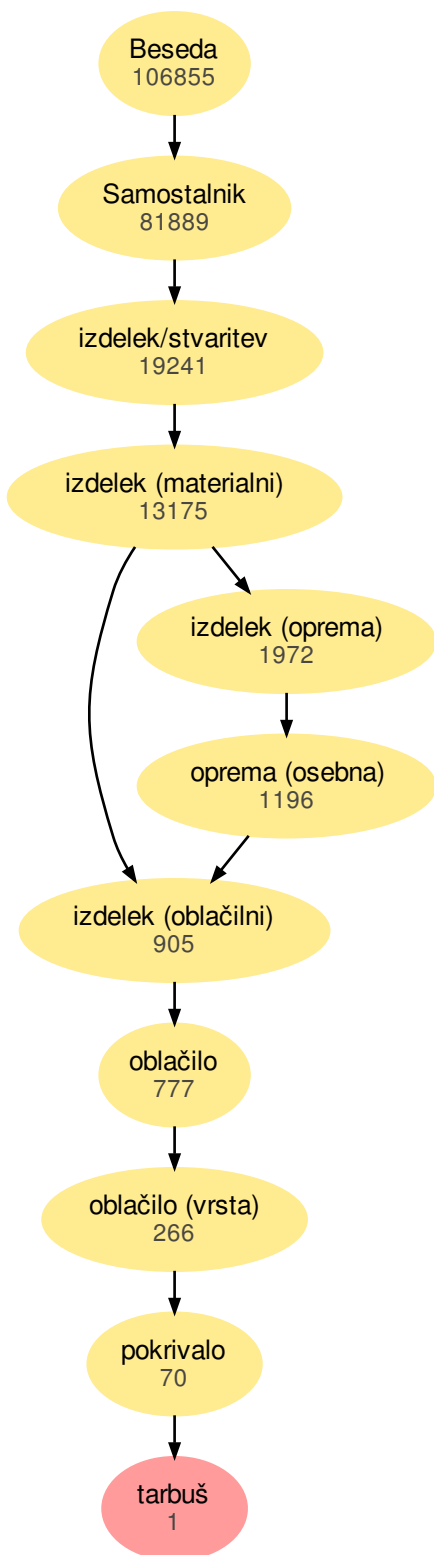 Beseda
106855
Samostalnik
81889
izdelek/stvaritev
19241
izdelek (materialni)
13175
izdelek (oprema)
1972
oprema (osebna)
1196
izdelek (oblačilni)
905
oblačilo
777
oblačilo (vrsta)
266
pokrivalo
70
tarbuš
1